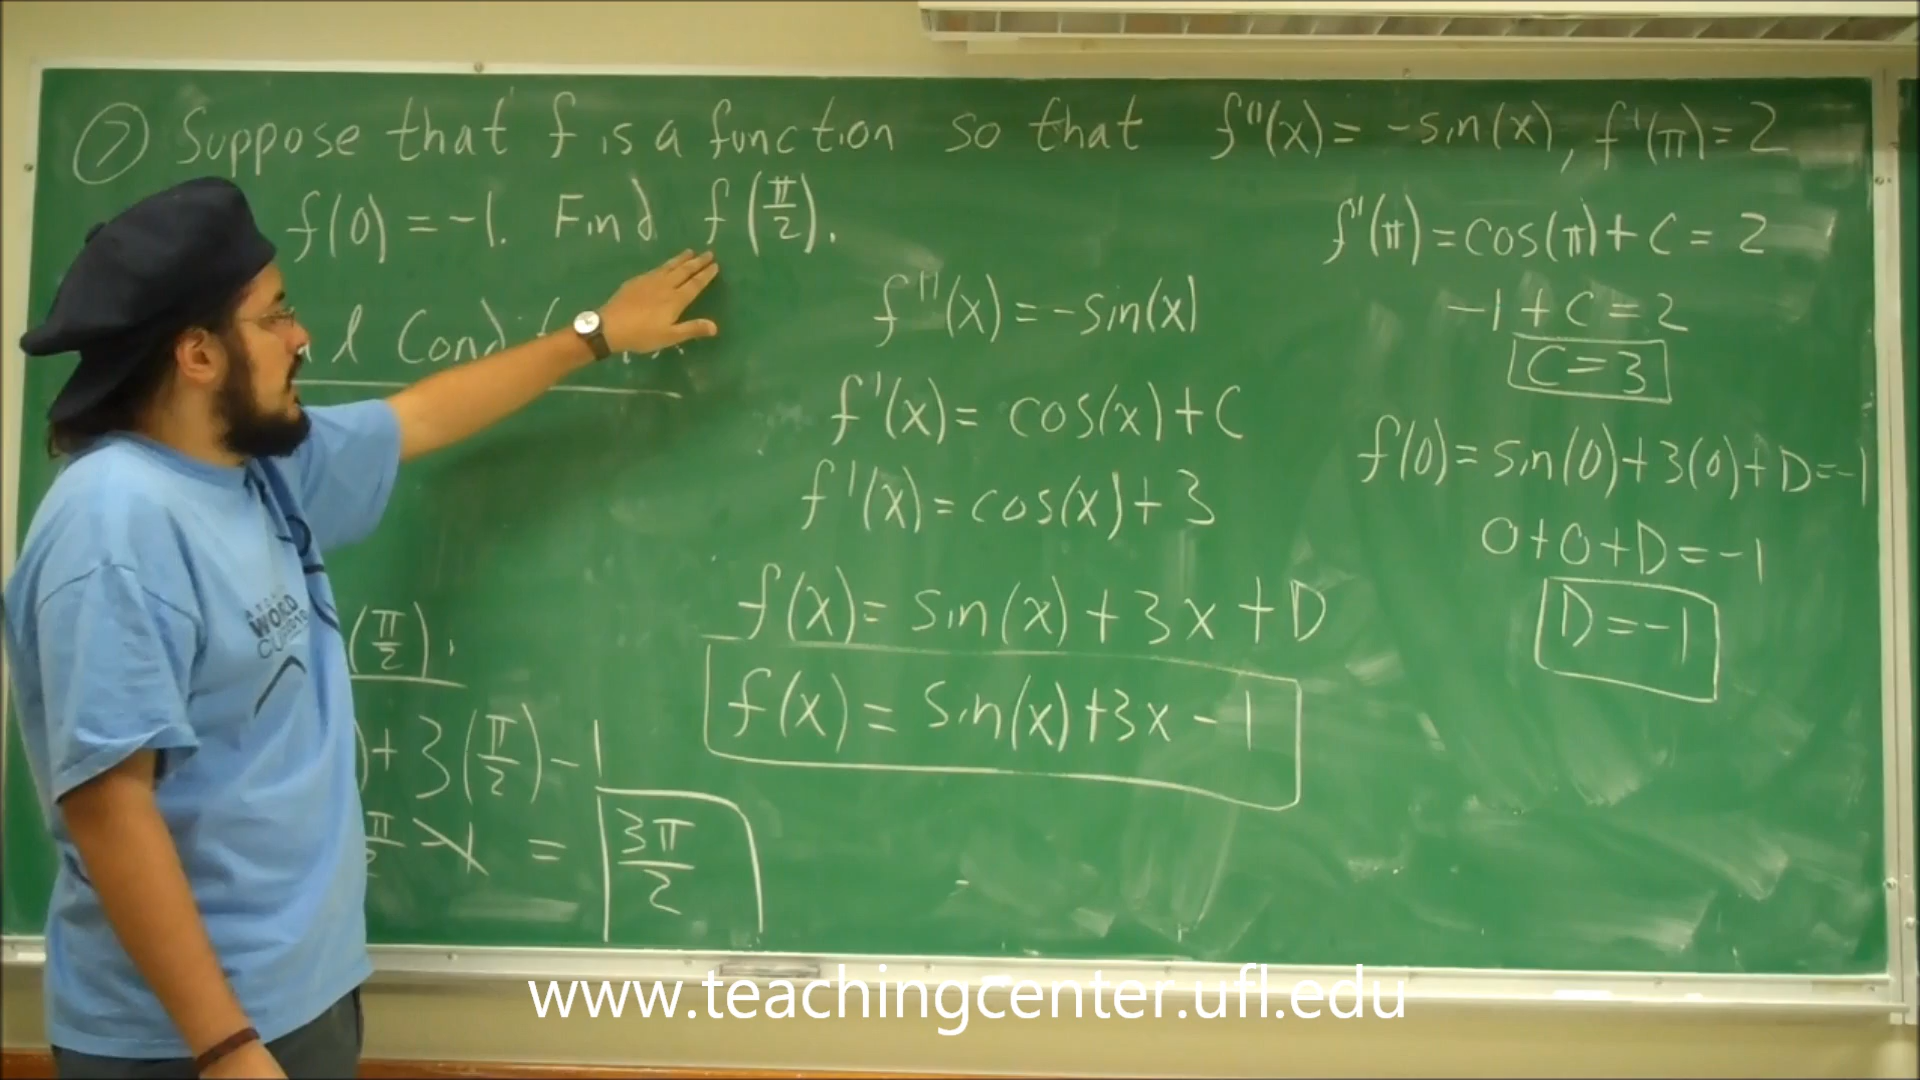 7 Suppose that f is a function so that f''(x) = -sin(x), f'(π) = 2
f(0) = -1. Find f(π/2).
f''(x) = -sin(x)
f'(x) = cos(x) + C
f'(x) = cos(x) + 3
f(x) = sin(x) + 3x + D
f(x) = sin(x) + 3x - 1
f'(π) = cos(π) + C = 2
-1 + C = 2
C = 3
f(0) = sin(0) + 3(0) + D = -1
0 + 0 + D = -1
D = -1
(π/2).
) + 3(π/2) - 1
π/2 - 1 = 3π/2
WORLD
www.teachingcenter.ufl.edu